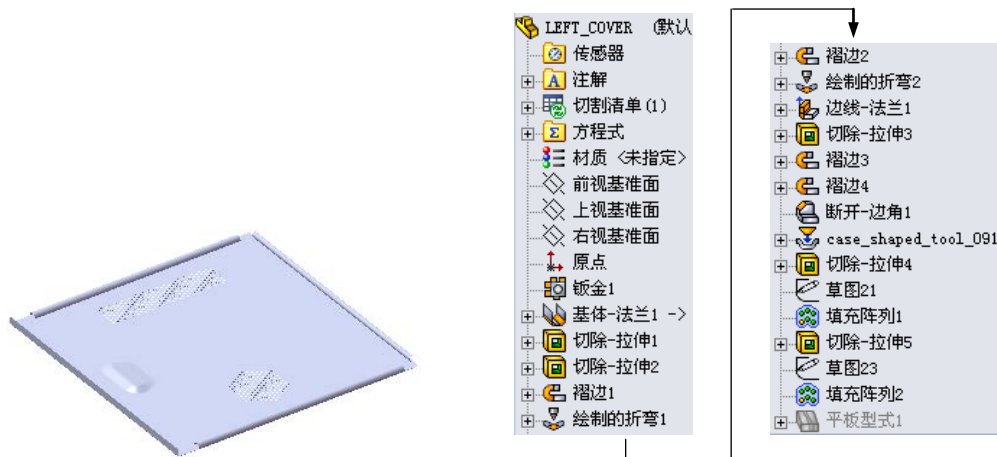 LEFT_COVER (默认
传感器
注解
切割清单(1)
方程式
材质 <未指定>
前视基准面
上视基准面
右视基准面
原点
钣金1
基体-法兰1 ->
切除-拉伸1
切除-拉伸2
褶边1
绘制的折弯1
褶边2
绘制的折弯2
边线-法兰1
切除-拉伸3
褶边3
褶边4
断开-边角1
case_shaped_tool_091
切除-拉伸4
草图21
填充阵列1
切除-拉伸5
草图23
填充阵列2
平板型式1